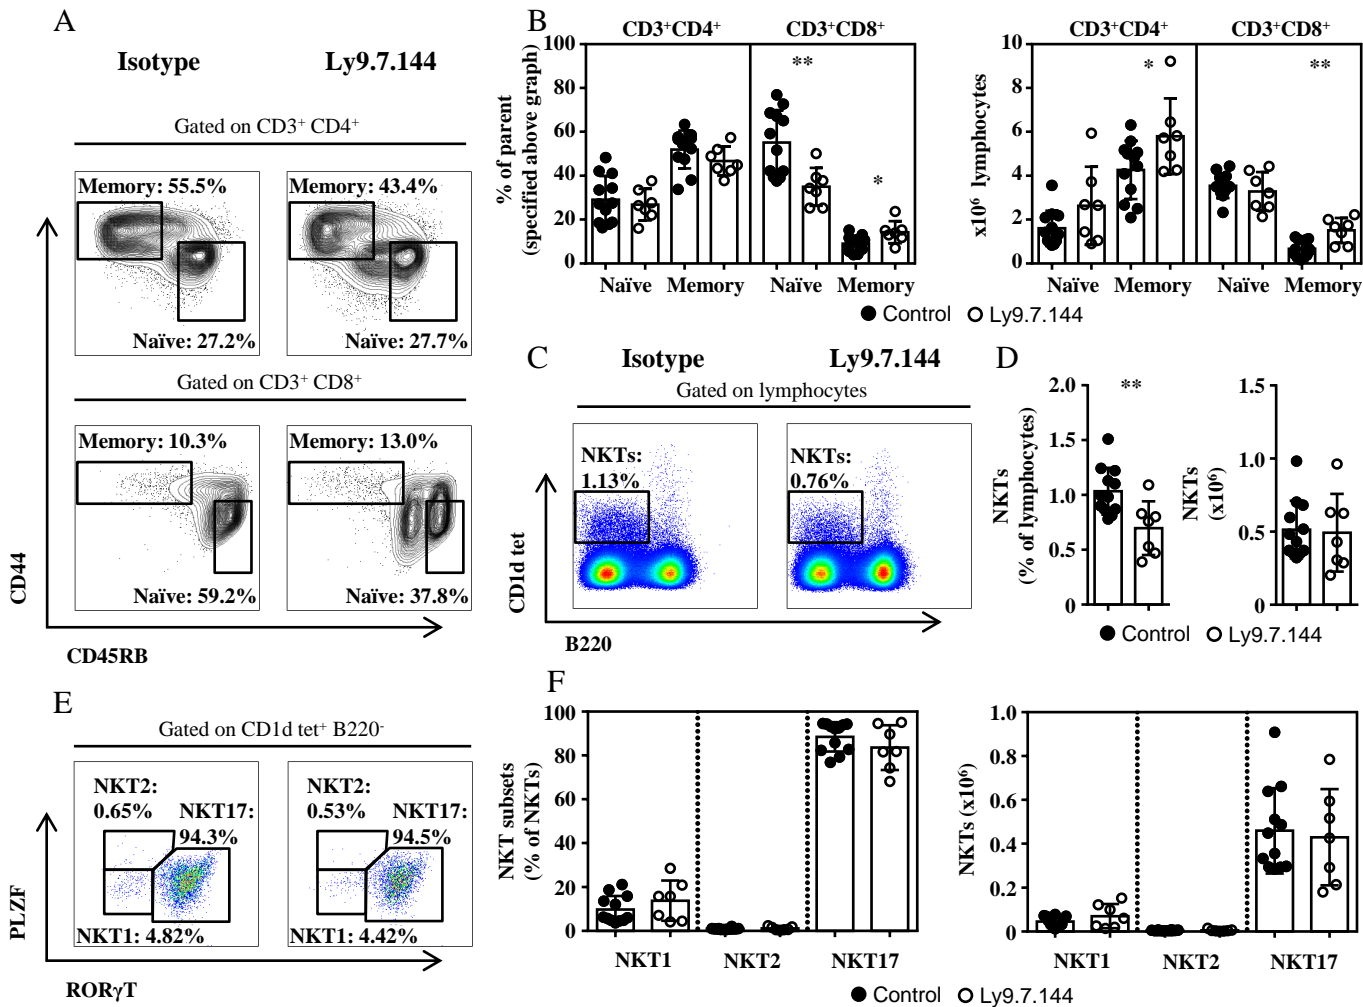 A
Isotype
Ly9.7.144
Gated on CD3⁺ CD4⁺
Memory: 55.5%
Memory: 43.4%
Naïve: 27.2%
Naïve: 27.7%
Gated on CD3⁺ CD8⁺
Memory: 10.3%
Memory: 13.0%
Naïve: 59.2%
Naïve: 37.8%
CD44
CD45RB
B
CD3⁺CD4⁺
CD3⁺CD8⁺
% of parent
(specified above graph)
100
80
60
40
20
0
**
*
Naïve
Memory
Naïve
Memory
CD3⁺CD4⁺
CD3⁺CD8⁺
x10⁶ lymphocytes
10
8
6
4
2
0
*
**
Naïve
Memory
Naïve
Memory
Control
Ly9.7.144
C
Isotype
Ly9.7.144
Gated on lymphocytes
NKTs:
1.13%
NKTs:
0.76%
CD1d tet
B220
D
NKTs
(% of lymphocytes)
2.0
1.5
1.0
0.5
0
**
NKTs
(x10⁶)
1.5
1.0
0.5
0
Control
Ly9.7.144
E
Gated on CD1d tet⁺ B220⁻
NKT2:
0.65%
NKT17:
94.3%
NKT1: 4.82%
NKT2:
0.53%
NKT17:
94.5%
NKT1: 4.42%
PLZF
RORγT
F
NKT subsets
(% of NKTs)
100
80
60
40
20
0
NKT1
NKT2
NKT17
NKTs (x10⁶)
1.0
0.8
0.6
0.4
0.2
0
NKT1
NKT2
NKT17
Control
Ly9.7.144